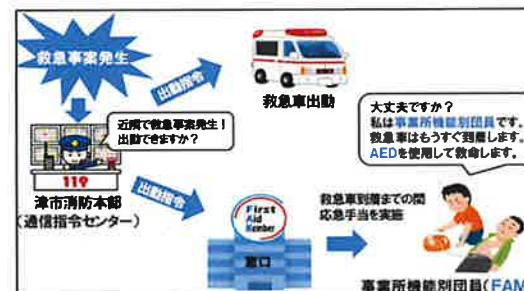 救急事案発生
出動指令
救急車出動
近隣で救急事案発生！
出動できますか？
119
津市消防本部
（通信指令センター）
出動指令
First
Aid
Member
窓口
救急車到着までの間
応急手当を実施
大丈夫ですか？
私は事業所機能別団員です。
救急車はもうすぐ到着します。
AEDを使用して救命します。
事業所機能別団員（FAM